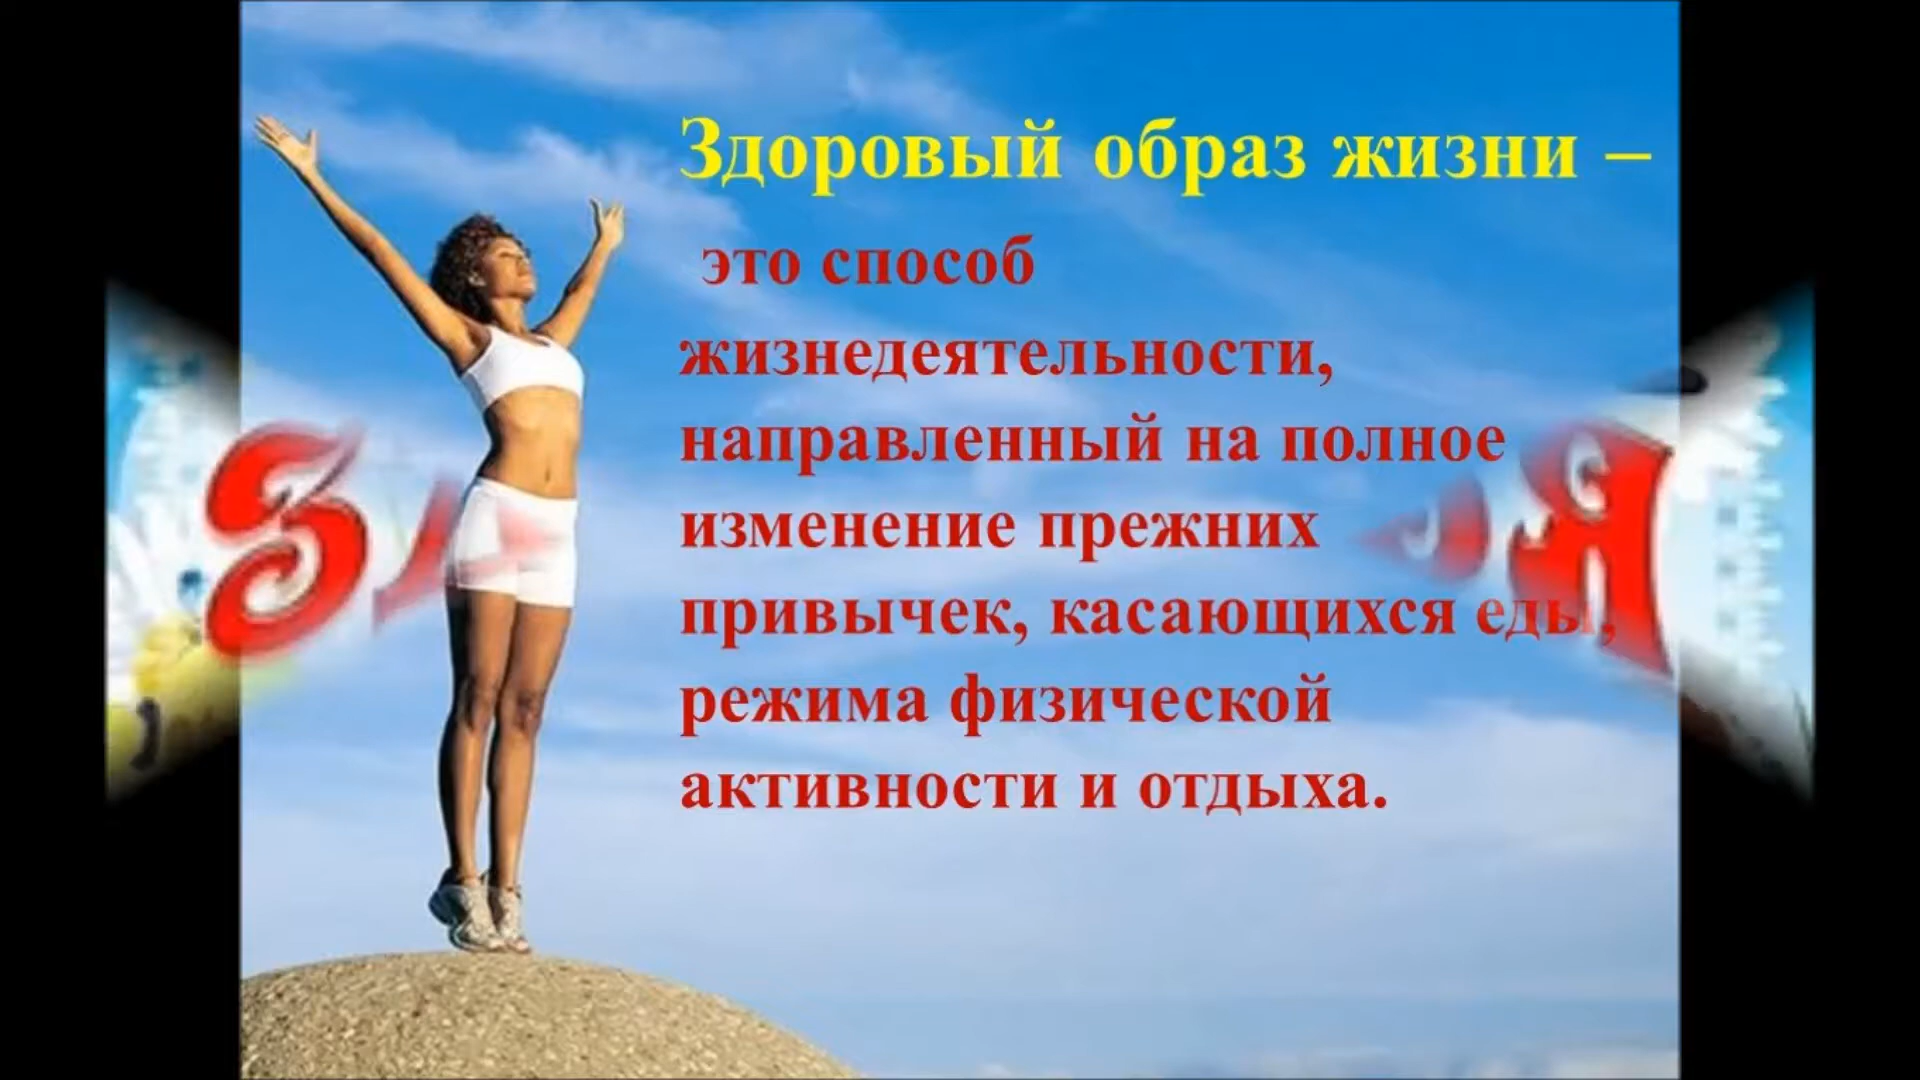 Здоровый образ жизни –
это способ
жизнедеятельности,
направленный на полное
изменение прежних
привычек, касающихся еды,
режима физической
активности и отдыха.